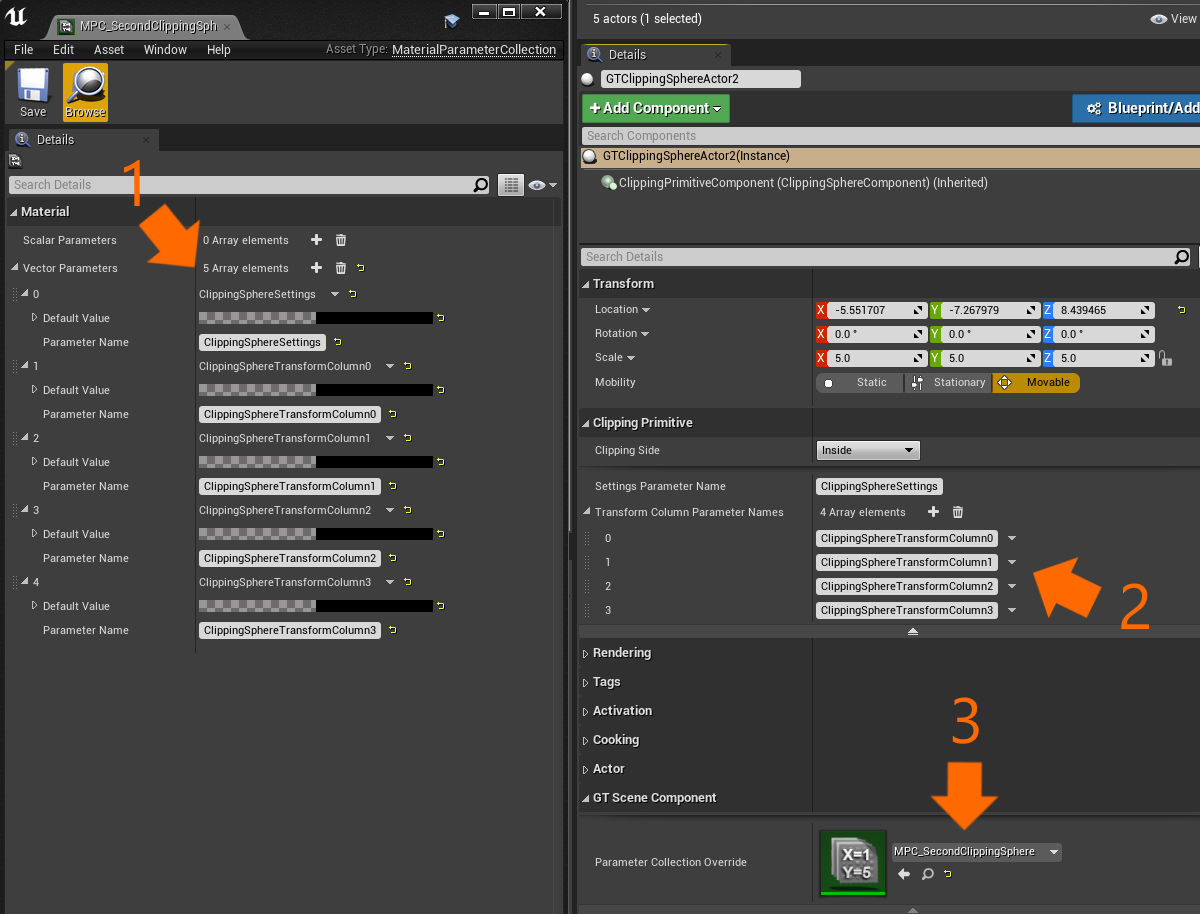 MPC_SecondClippingSph
File Edit Asset Window Help
Asset Type: MaterialParameterCollection
Save
Browse
Details
1
Search Details
Material
Scalar Parameters
0 Array elements
Vector Parameters
5 Array elements
0
ClippingSphereSettings
Default Value
Parameter Name
ClippingSphereSettings
1
ClippingSphereTransformColumn0
Default Value
Parameter Name
ClippingSphereTransformColumn0
2
ClippingSphereTransformColumn1
Default Value
Parameter Name
ClippingSphereTransformColumn1
3
ClippingSphereTransformColumn2
Default Value
Parameter Name
ClippingSphereTransformColumn2
4
ClippingSphereTransformColumn3
Default Value
Parameter Name
ClippingSphereTransformColumn3
5 actors (1 selected)
View
Details
GTClippingSphereActor2
+Add Component
Blueprint/Add
Search Components
GTClippingSphereActor2(Instance)
ClippingPrimitiveComponent (ClippingSphereComponent) (Inherited)
Search Details
Transform
Location X -5.551707 Y -7.267979 Z 8.439465
Rotation X 0.0 ° Y 0.0 ° Z 0.0 °
Scale X 5.0 Y 5.0 Z 5.0
Mobility Static Stationary Movable
Clipping Primitive
Clipping Side Inside
Settings Parameter Name ClippingSphereSettings
Transform Column Parameter Names 4 Array elements
0 ClippingSphereTransformColumn0
1 ClippingSphereTransformColumn1
2 ClippingSphereTransformColumn2
3 ClippingSphereTransformColumn3
2
Rendering
Tags
Activation
Cooking
Actor
GT Scene Component
3
Parameter Collection Override
X=1
Y=5
MPC_SecondClippingSphere